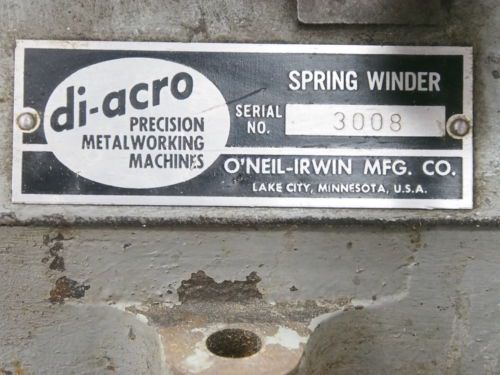 di-acro
PRECISION
METALWORKING
MACHINES
SPRING WINDER
SERIAL
NO. 3008
O'NEIL-IRWIN MFG. CO.
LAKE CITY, MINNESOTA, U.S.A.